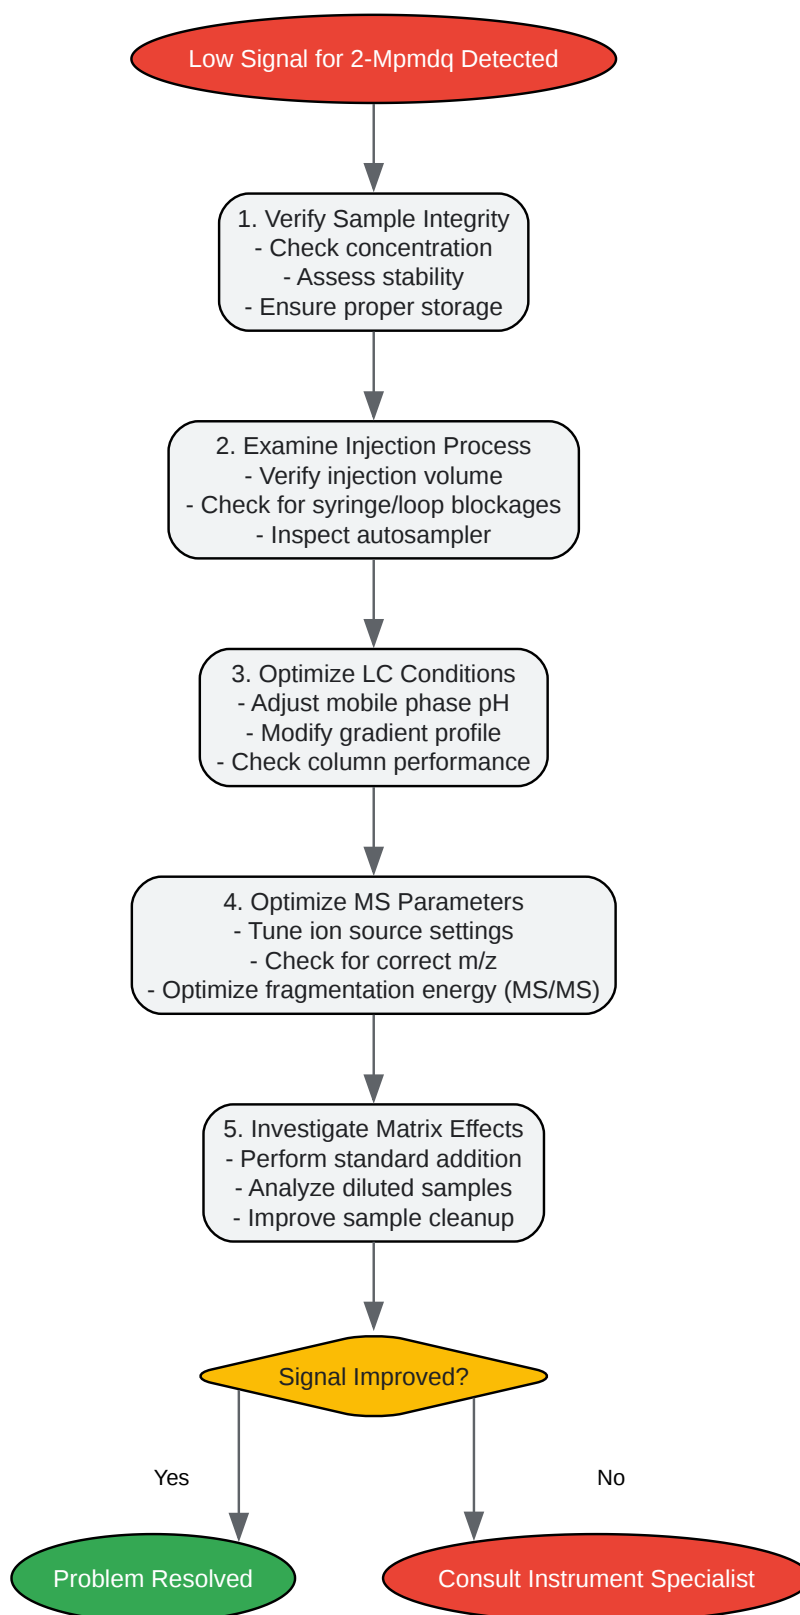 Low Signal for 2-Mpmdq Detected
1. Verify Sample Integrity
- Check concentration
- Assess stability
- Ensure proper storage
2. Examine Injection Process
- Verify injection volume
- Check for syringe/loop blockages
- Inspect autosampler
3. Optimize LC Conditions
- Adjust mobile phase pH
- Modify gradient profile
- Check column performance
4. Optimize MS Parameters
- Tune ion source settings
- Check for correct m/z
- Optimize fragmentation energy (MS/MS)
5. Investigate Matrix Effects
- Perform standard addition
- Analyze diluted samples
- Improve sample cleanup
Signal Improved?
Yes
No
Problem Resolved
Consult Instrument Specialist